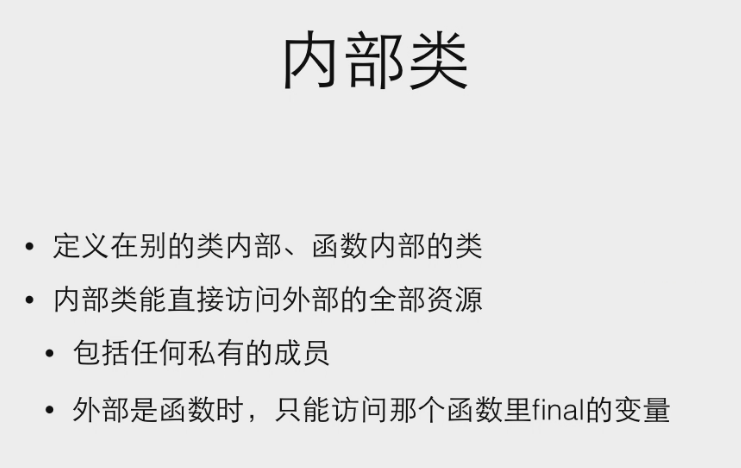 内部类
• 定义在别的类内部、函数内部的类
• 内部类能直接访问外部的全部资源
• 包括任何私有的成员
• 外部是函数时，只能访问那个函数里final的变量